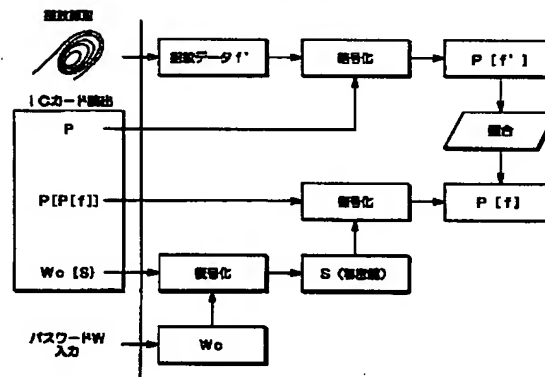 指紋採取
指紋データf'
暗号化
P [f']
ICカード読出
P
照合
P[P[f]]
復号化
P [f]
Wc [S]
復号化
S (秘密鍵)
パスワードW
入力
Wc